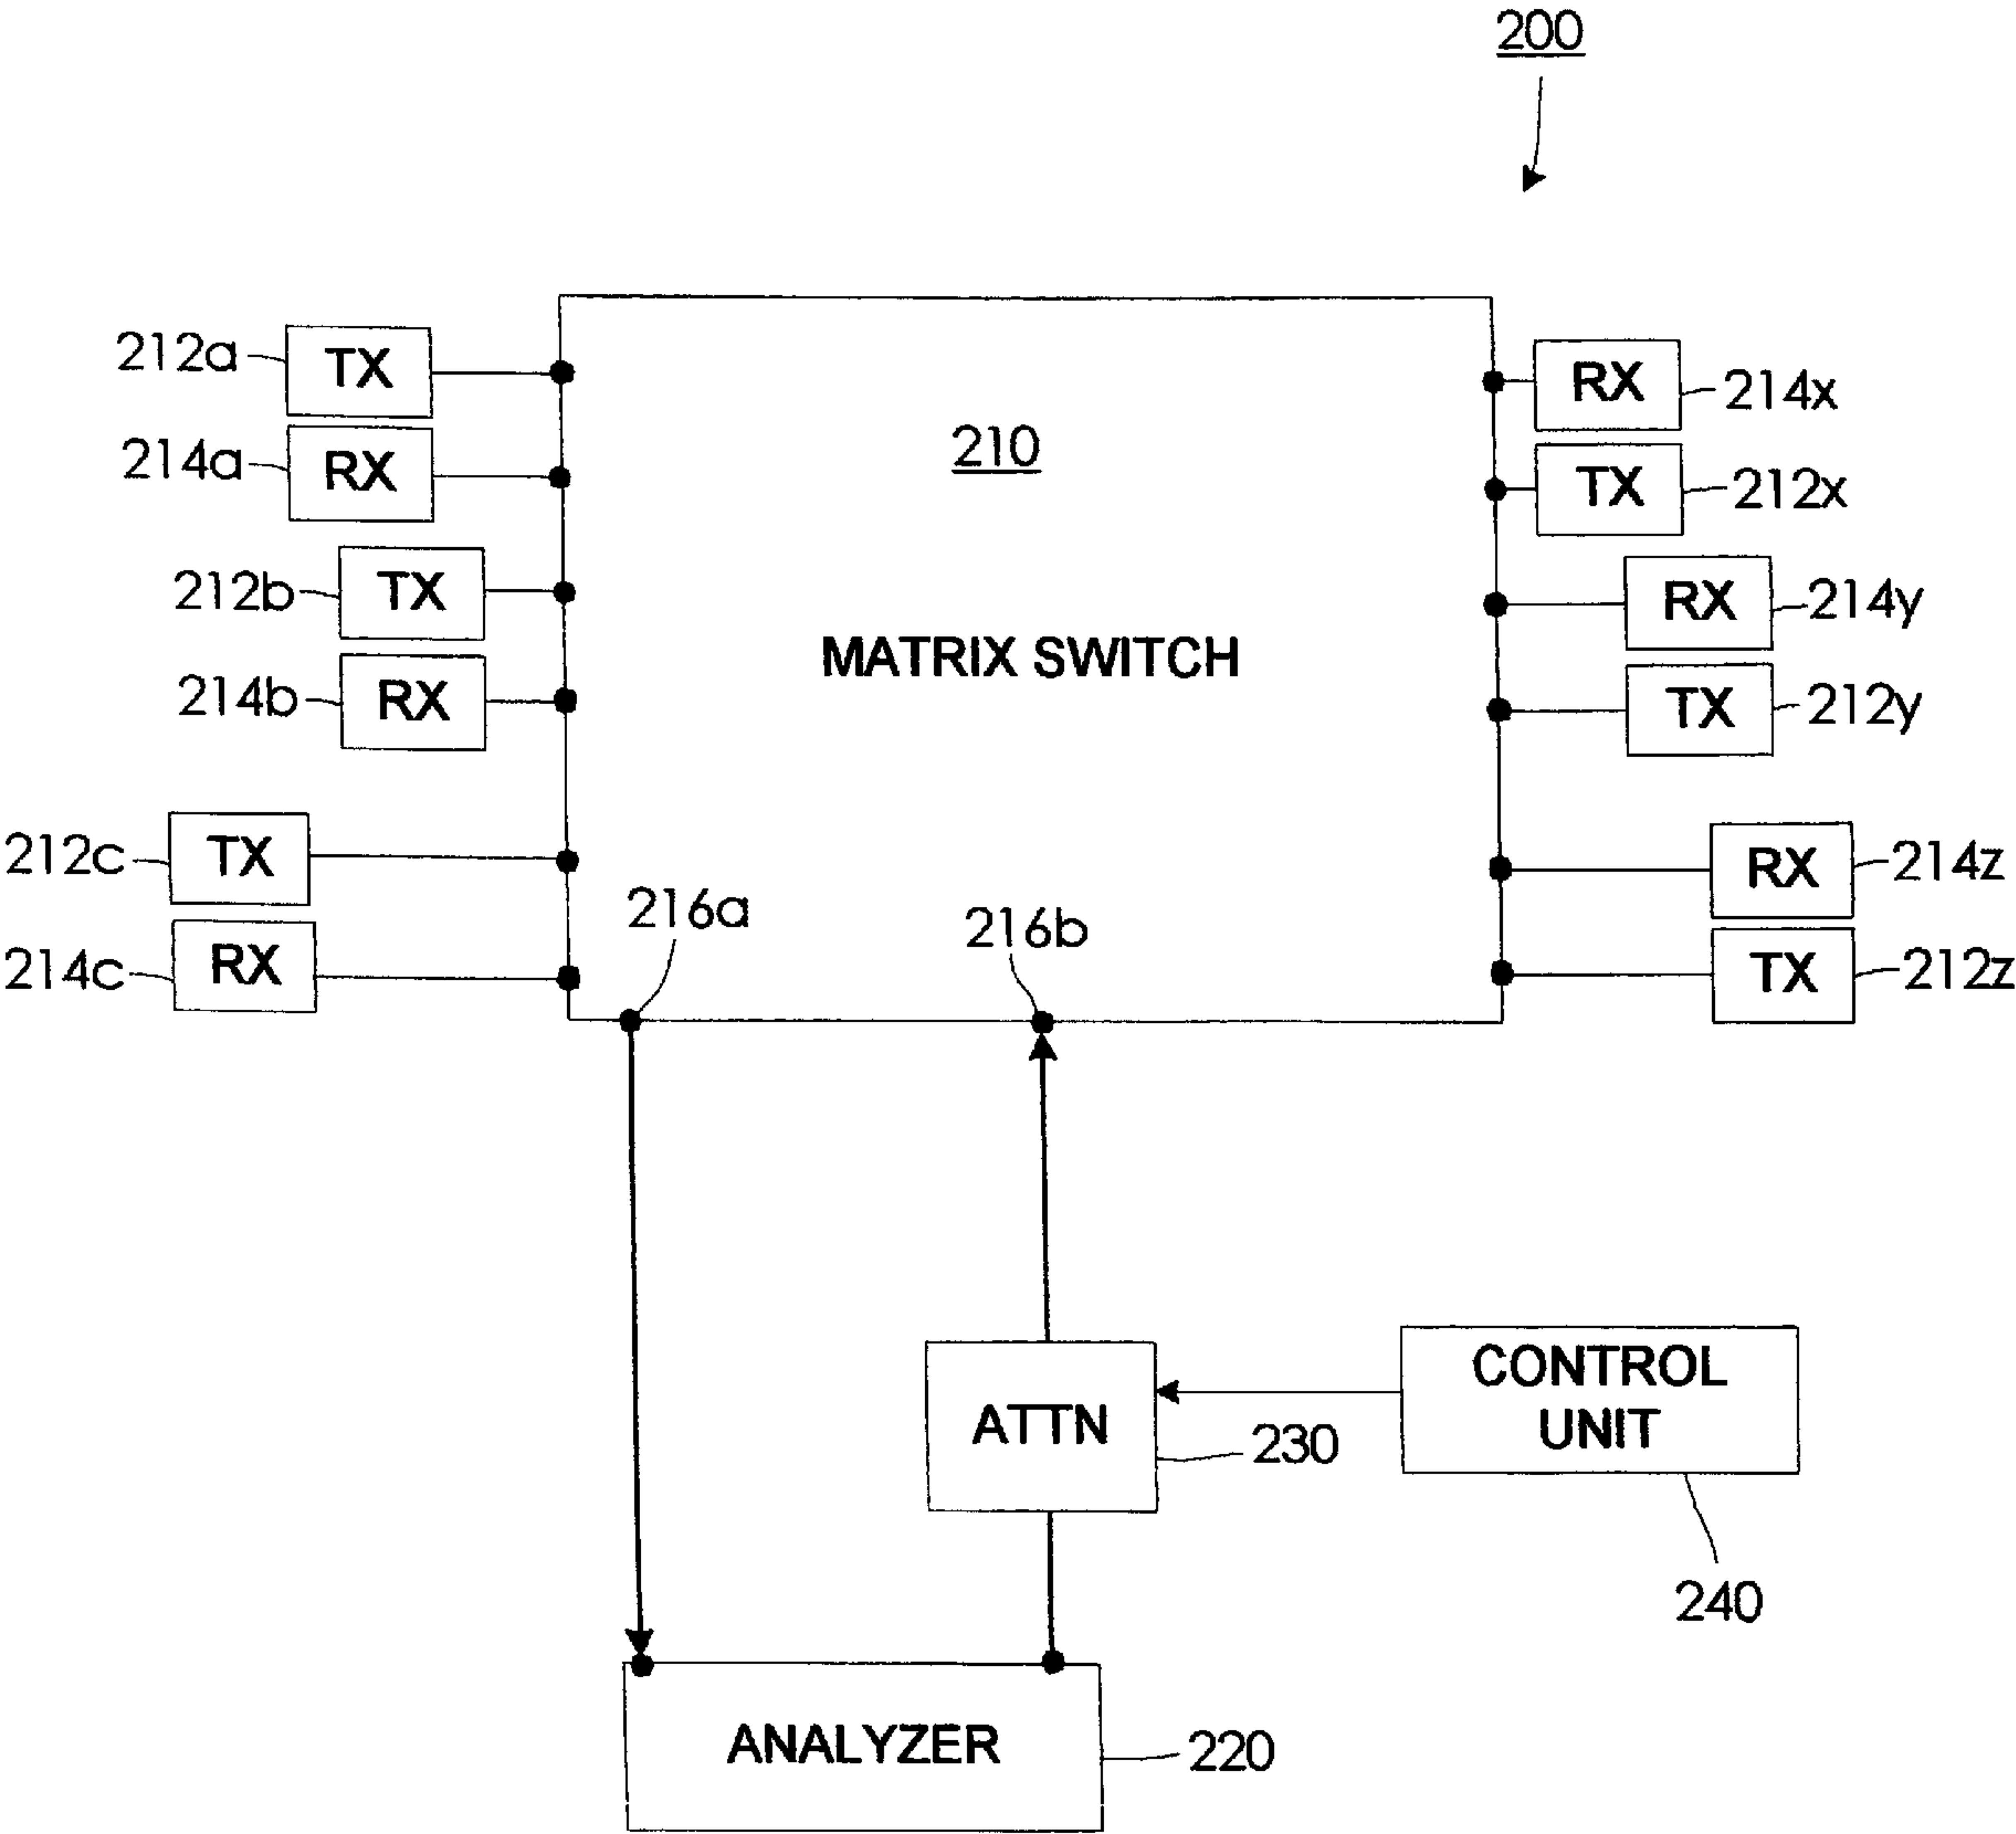 200
212a TX
RX 214x
214a RX
210
TX 212x
212b TX
RX 214y
MATRIX SWITCH
214b RX
TX 212y
212c TX
RX 214z
216a
216b
214c RX
TX 212z
CONTROL
UNIT
ATTN
230
240
ANALYZER
220